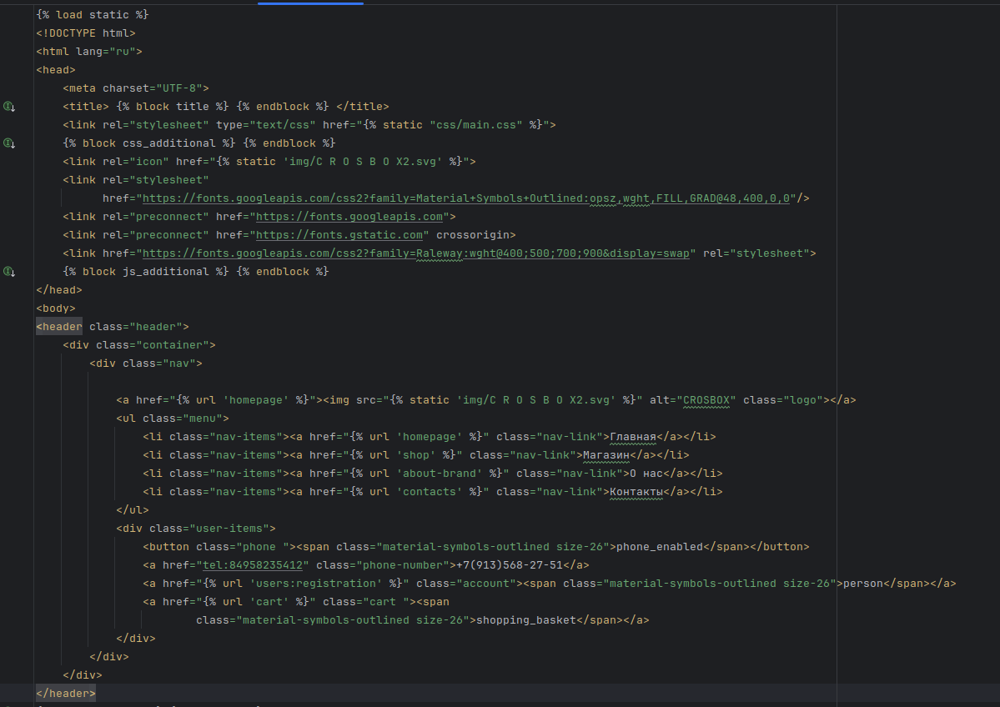 {% load static %}
<!DOCTYPE html>
<html lang="ru">
<head>
    <meta charset="UTF-8">
    <title> {% block title %} {% endblock %} </title>
    <link rel="stylesheet" type="text/css" href="{% static "css/main.css" %}">
    {% block css_additional %} {% endblock %}
    <link rel="icon" href="{% static 'img/C R O S B O X2.svg' %}">
    <link rel="stylesheet"
          href="https://fonts.googleapis.com/css2?family=Material+Symbols+Outlined:opsz,wght,FILL,GRAD@48,400,0,0"/>
    <link rel="preconnect" href="https://fonts.googleapis.com">
    <link rel="preconnect" href="https://fonts.gstatic.com" crossorigin>
    <link href="https://fonts.googleapis.com/css2?family=Raleway:wght@400;500;700;900&display=swap" rel="stylesheet">
    {% block js_additional %} {% endblock %}
</head>
<body>
<header class="header">
    <div class="container">
        <div class="nav">
            <a href="{% url 'homepage' %}"><img src="{% static 'img/C R O S B O X2.svg' %}" alt="CROSBOX" class="logo"></a>
            <ul class="menu">
                <li class="nav-items"><a href="{% url 'homepage' %}" class="nav-link">Главная</a></li>
                <li class="nav-items"><a href="{% url 'shop' %}" class="nav-link">Магазин</a></li>
                <li class="nav-items"><a href="{% url 'about-brand' %}" class="nav-link">О нас</a></li>
                <li class="nav-items"><a href="{% url 'contacts' %}" class="nav-link">Контакты</a></li>
            </ul>
            <div class="user-items">
                <button class="phone "><span class="material-symbols-outlined size-26">phone_enabled</span></button>
                <a href="tel:84958235412" class="phone-number">+7(913)568-27-51</a>
                <a href="{% url 'users:registration' %}" class="account"><span class="material-symbols-outlined size-26">person</span></a>
                <a href="{% url 'cart' %}" class="cart "><span
                        class="material-symbols-outlined size-26">shopping_basket</span></a>
            </div>
        </div>
    </div>
</header>